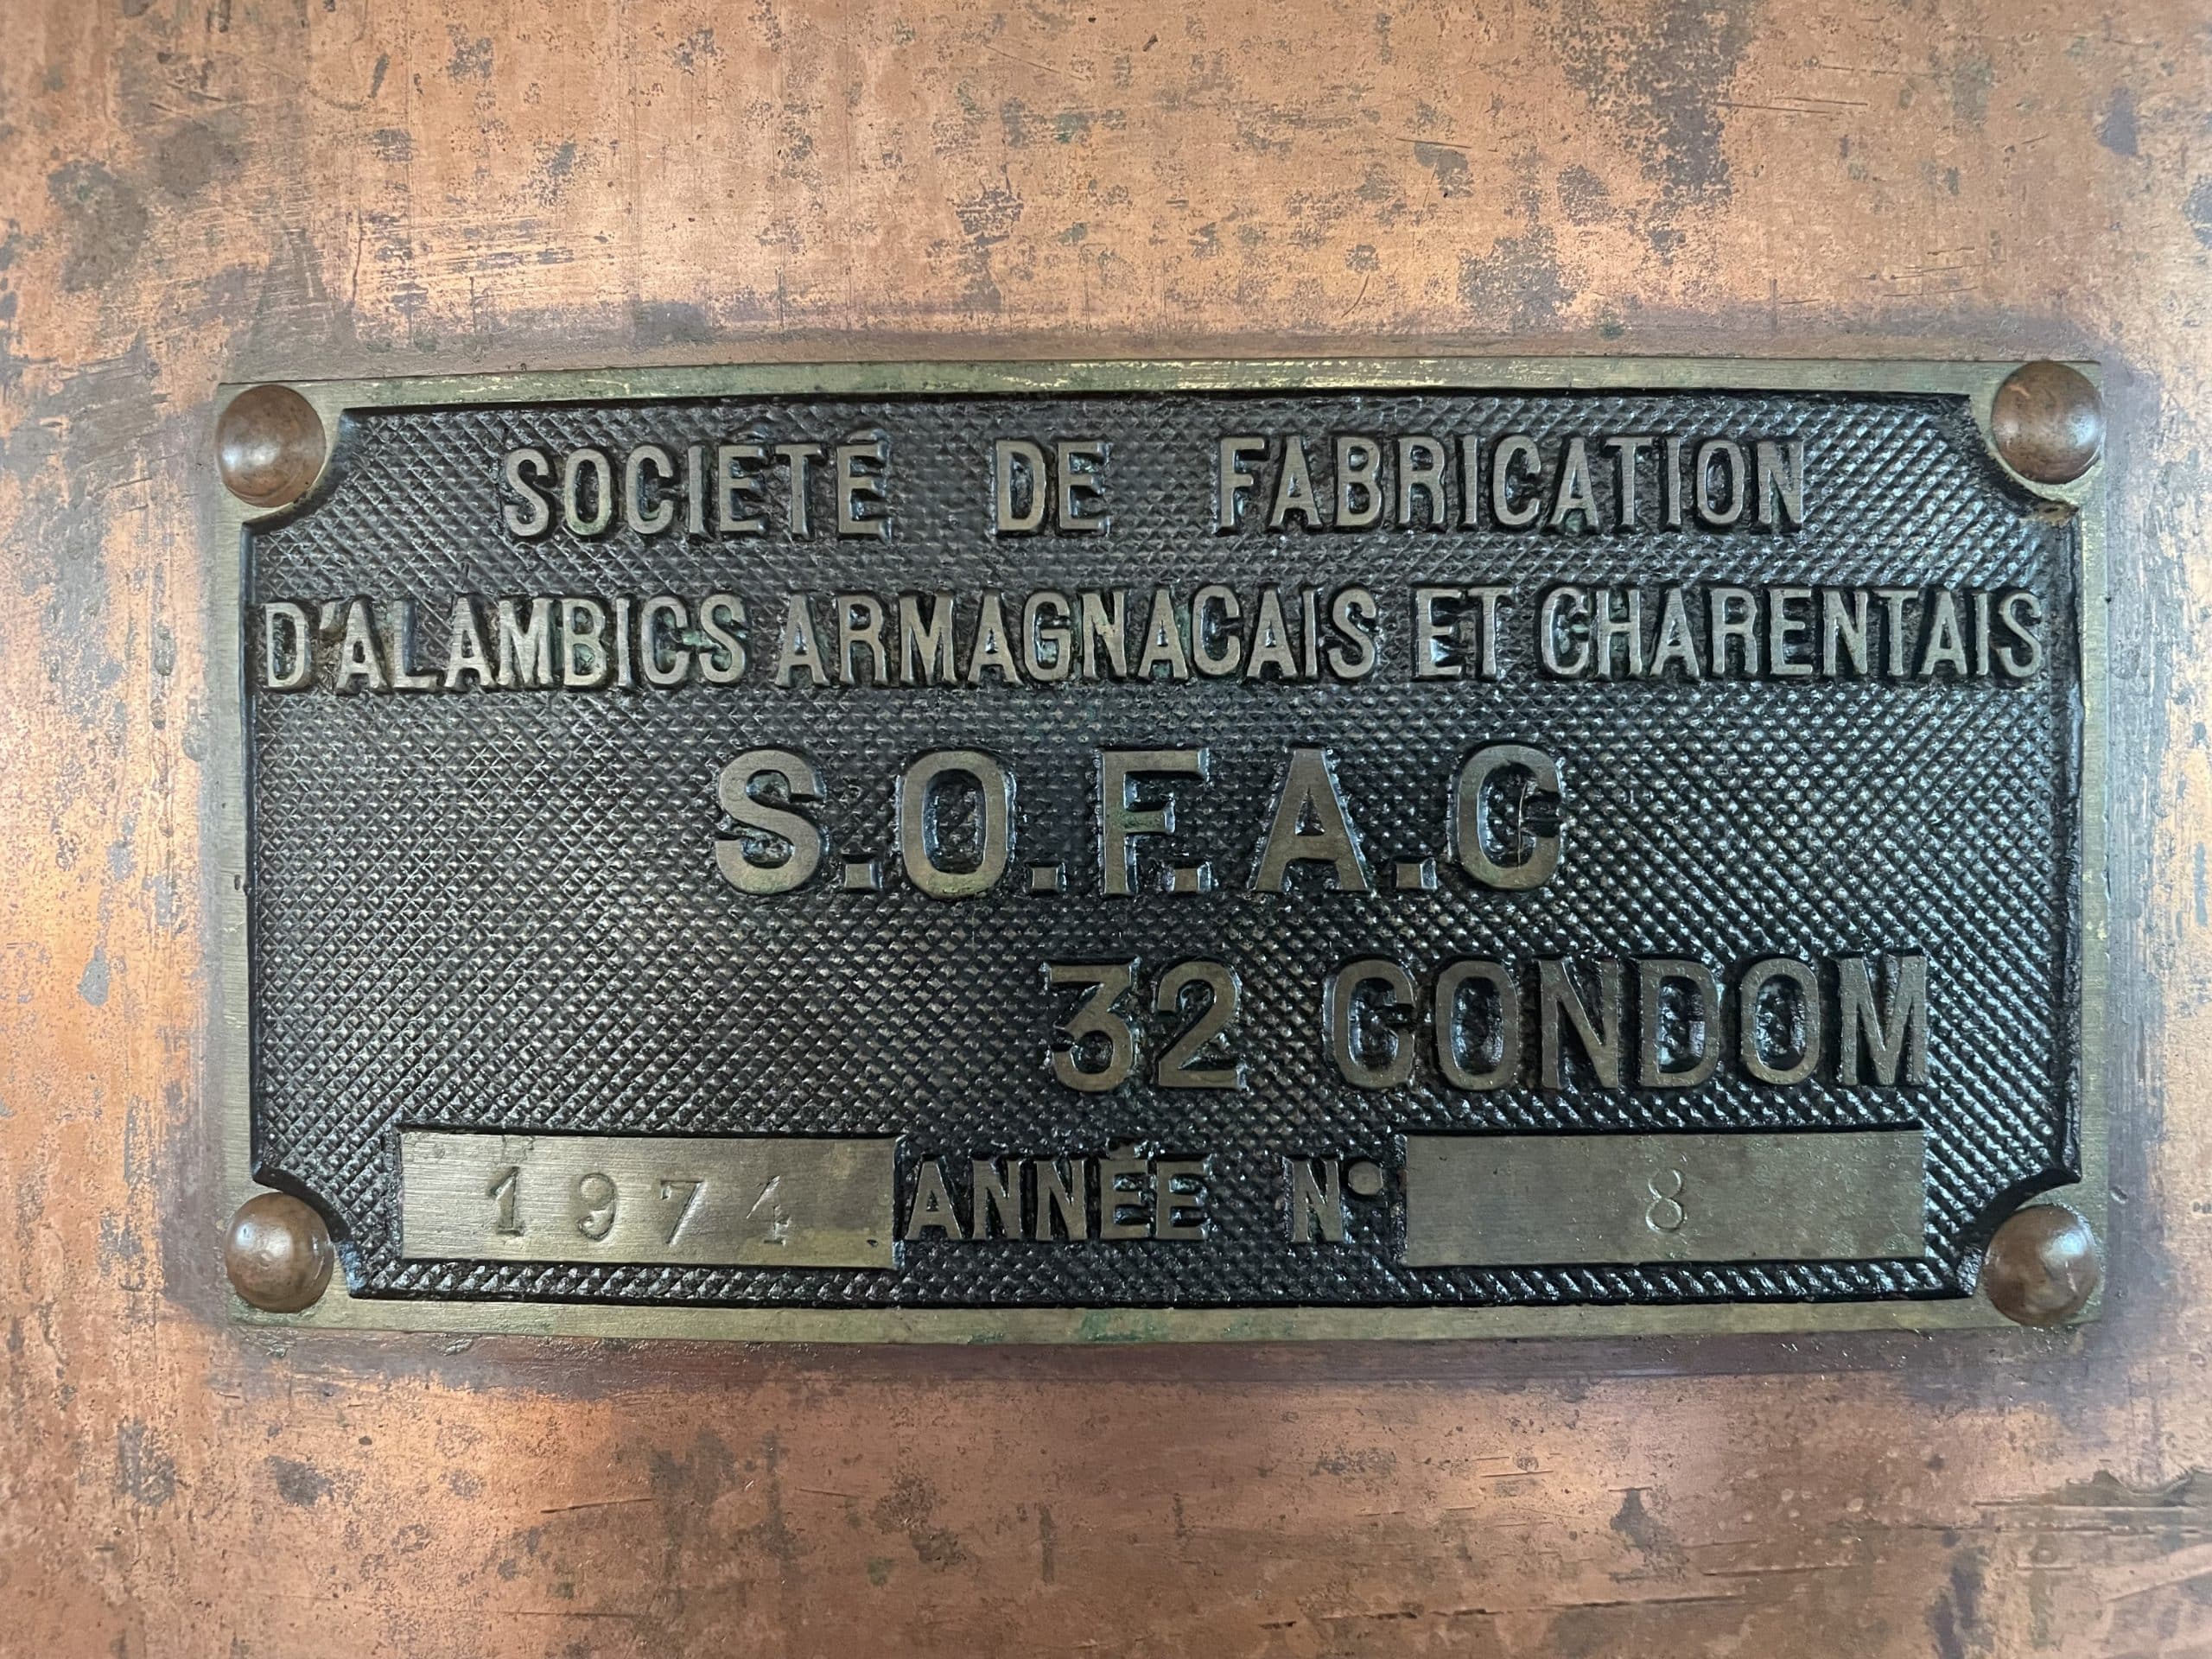 SOCIÉTÉ DE FABRICATION
D'ALAMBICS ARMAGNACAIS ET CHARENTAIS
S.O.F.A.C
32 CONDOM
1974 ANNÉE N° 8